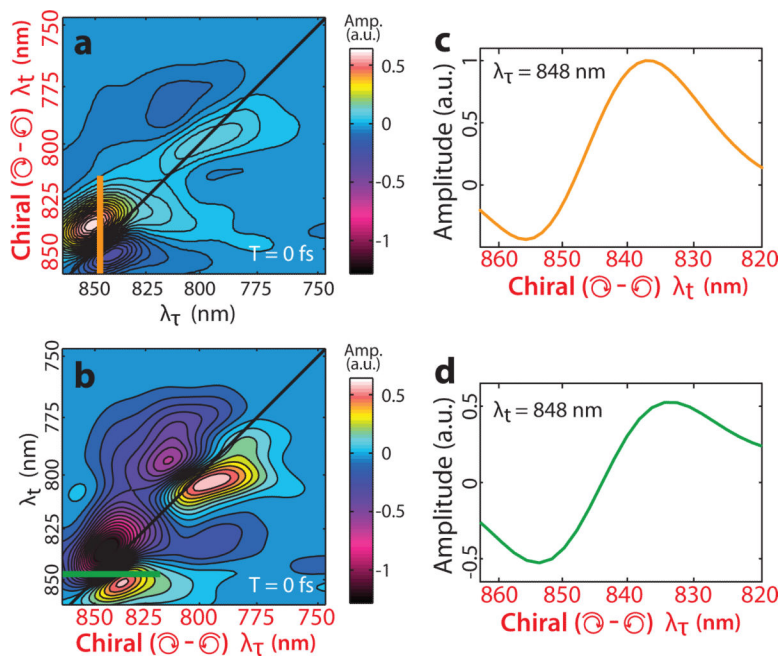 a
Chiral (↻ - ↺) λt (nm)
750
775
800
825
850
T = 0 fs
850 825 800 775 750
λτ (nm)
Amp.
(a.u.)
0.5
0
-0.5
-1
b
λt (nm)
750
775
800
825
850
T = 0 fs
850 825 800 775 750
Chiral (↻ - ↺) λτ (nm)
Amp.
(a.u.)
0.5
0
-0.5
-1
c
λτ = 848 nm
Amplitude (a.u.)
1
0.5
0
860 850 840 830 820
Chiral (↻ - ↺) λt (nm)
d
λt = 848 nm
Amplitude (a.u.)
0.5
0
-0.5
860 850 840 830 820
Chiral (↻ - ↺) λτ (nm)